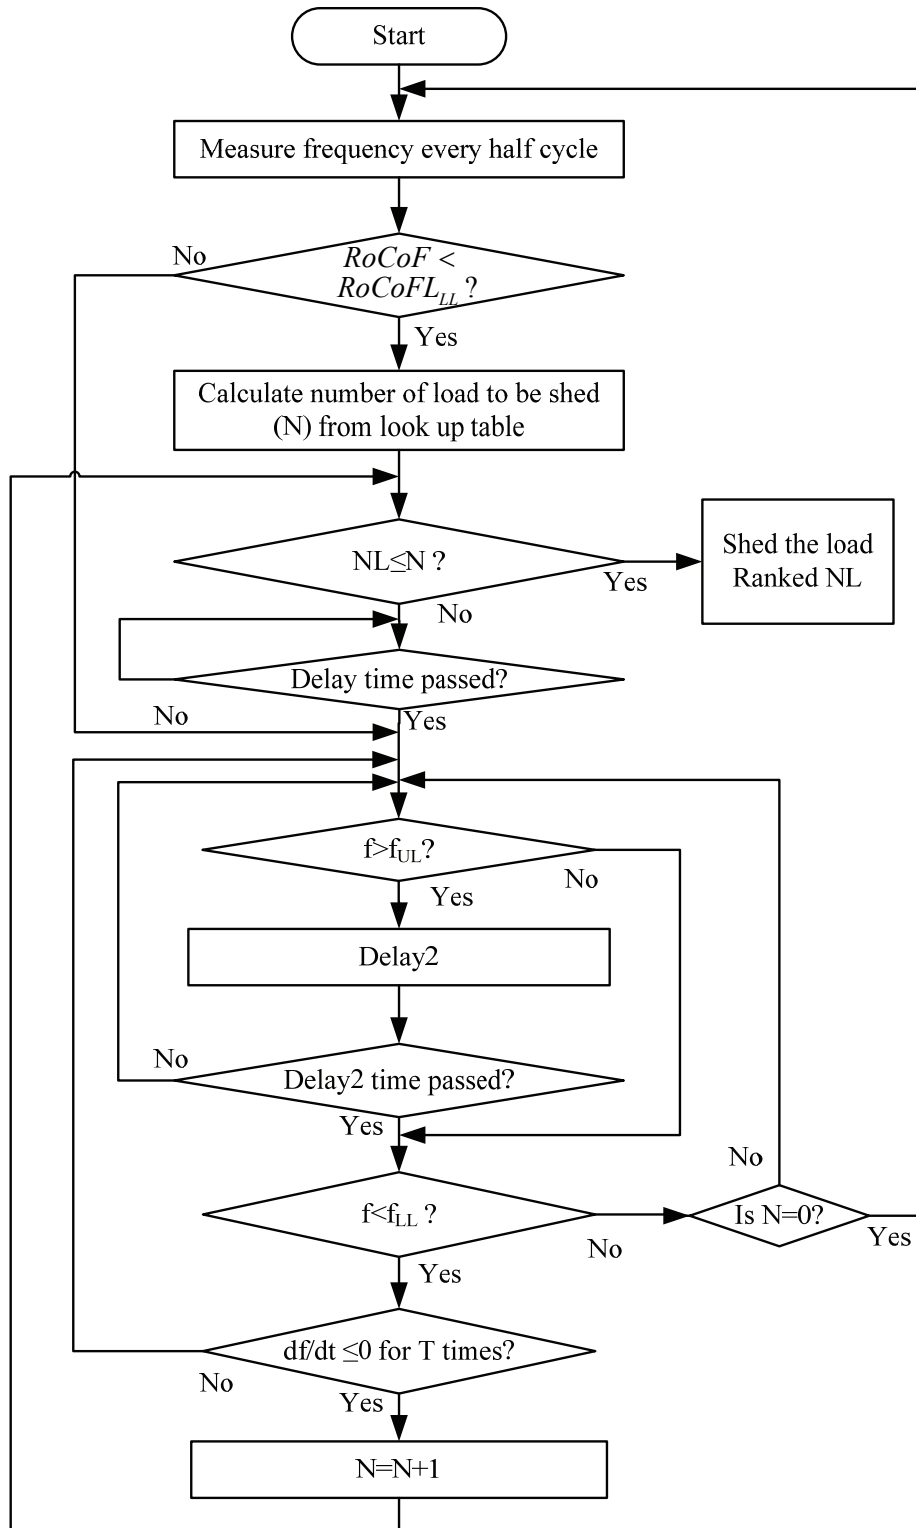 Start
Measure frequency every half cycle
No
RoCoF <
RoCoFL_LL ?
Yes
Calculate number of load to be shed
(N) from look up table
NL≤N ?
Yes
Shed the load
Ranked NL
No
Delay time passed?
No
Yes
f>f_UL?
No
Yes
Delay2
No
Delay2 time passed?
Yes
No
f<f_LL ?
Is N=0?
No
Yes
Yes
df/dt ≤0 for T times?
No
Yes
N=N+1